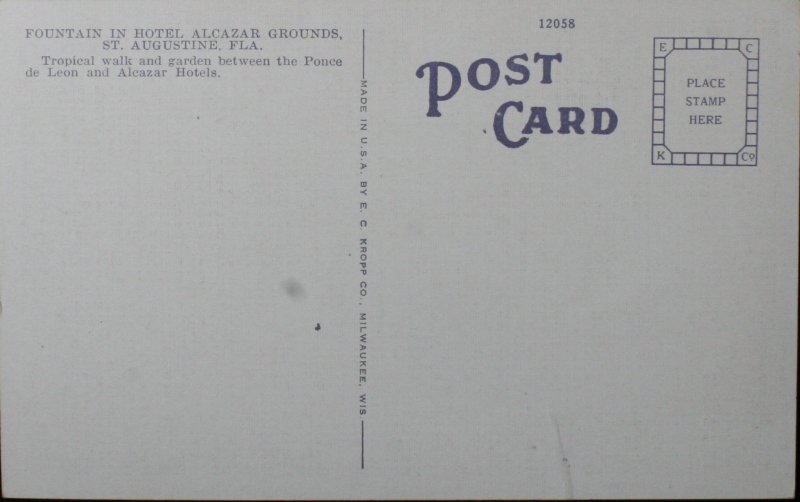 FOUNTAIN IN HOTEL ALCAZAR GROUNDS,
ST. AUGUSTINE, FLA.
Tropical walk and garden between the Ponce
de Leon and Alcazar Hotels.
MADE IN U.S.A. BY E. C. KROPP CO., MILWAUKEE, WIS.
12058
POST
CARD
E C
PLACE
STAMP
HERE
K Co